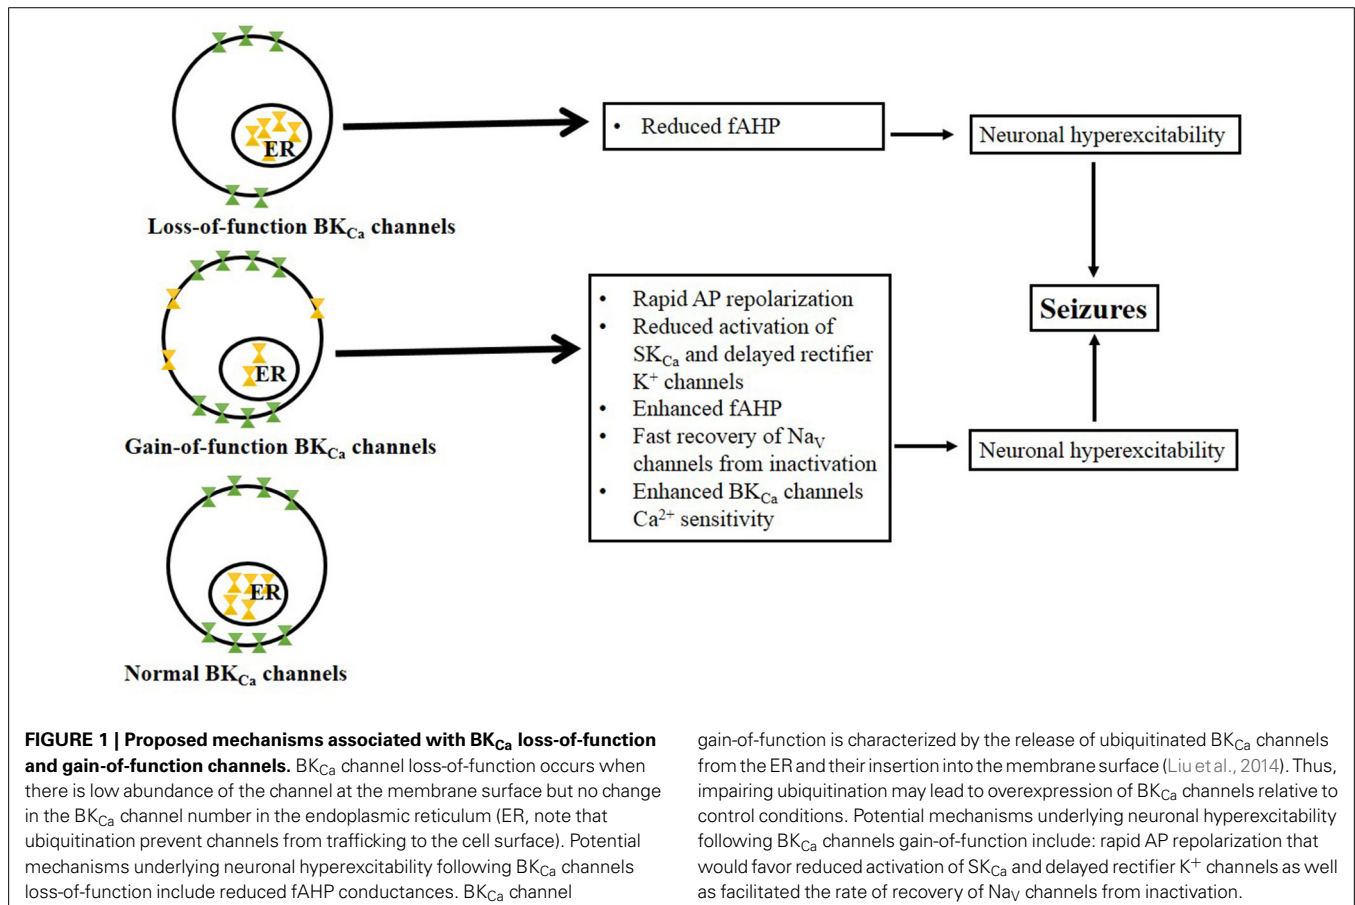 ER
Loss-of-function BKCa channels
• Reduced fAHP
Neuronal hyperexcitability
Seizures
ER
Gain-of-function BKCa channels
• Rapid AP repolarization
• Reduced activation of
SKCa and delayed rectifier
K+ channels
• Enhanced fAHP
• Fast recovery of NaV
channels from inactivation
• Enhanced BKCa channels
Ca2+ sensitivity
Neuronal hyperexcitability
ER
Normal BKCa channels
FIGURE 1 | Proposed mechanisms associated with BKCa loss-of-function
and gain-of-function channels. BKCa channel loss-of-function occurs when
there is low abundance of the channel at the membrane surface but no change
in the BKCa channel number in the endoplasmic reticulum (ER, note that
ubiquitination prevent channels from trafficking to the cell surface). Potential
mechanisms underlying neuronal hyperexcitability following BKCa channels
loss-of-function include reduced fAHP conductances. BKCa channel
gain-of-function is characterized by the release of ubiquitinated BKCa channels
from the ER and their insertion into the membrane surface (Liu et al., 2014). Thus,
impairing ubiquitination may lead to overexpression of BKCa channels relative to
control conditions. Potential mechanisms underlying neuronal hyperexcitability
following BKCa channels gain-of-function include: rapid AP repolarization that
would favor reduced activation of SKCa and delayed rectifier K+ channels as well
as facilitated the rate of recovery of NaV channels from inactivation.